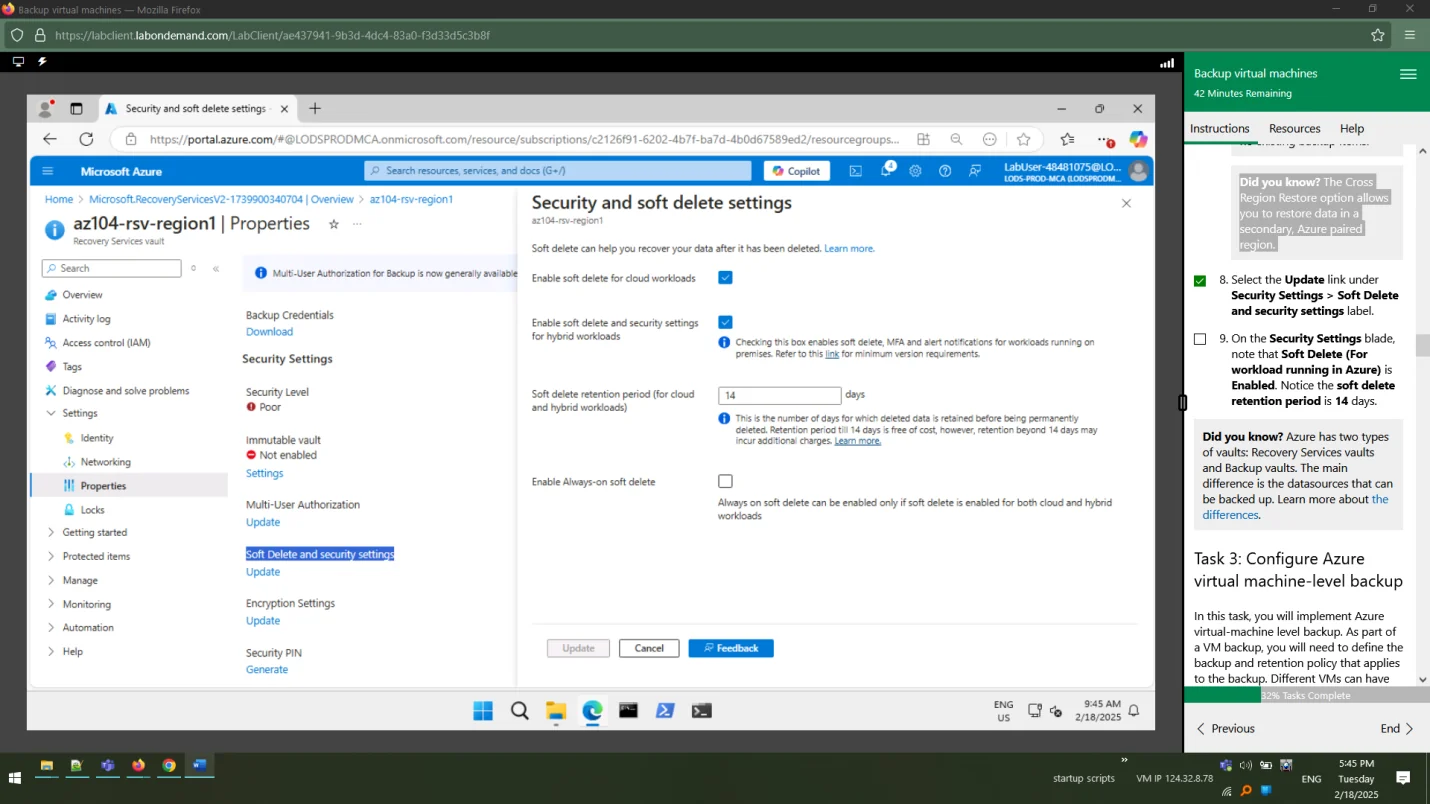 Backup virtual machines — Mozilla Firefox
https://labclient.labondemand.com/LabClient/ae437941-9b3d-4dc4-83a0-f3d33d5c3b8f
Security and soft delete settings
https://portal.azure.com/#@LODSPRODMCA.onmicrosoft.com/resource/subscriptions/c2126f91-6202-4b7f-ba7d-4b0d67589ed2/resourcegroups...
Microsoft Azure
Search resources, services, and docs (G+/)
Copilot
4
LabUser-48481075@LO...
LODS-PROD-MCA (LODSPRODM...
Home > Microsoft.RecoveryServicesV2-1739900340704 | Overview > az104-rsv-region1
az104-rsv-region1 | Properties
Recovery Services vault
Search
Overview
Activity log
Access control (IAM)
Tags
Diagnose and solve problems
Settings
Identity
Networking
Properties
Locks
Getting started
Protected items
Manage
Monitoring
Automation
Help
Multi-User Authorization for Backup is now generally available
Backup Credentials
Download
Security Settings
Security Level
Poor
Immutable vault
Not enabled
Settings
Multi-User Authorization
Update
Soft Delete and security settings
Update
Encryption Settings
Update
Security PIN
Generate
Security and soft delete settings
az104-rsv-region1
Soft delete can help you recover your data after it has been deleted. Learn more.
Enable soft delete for cloud workloads
Enable soft delete and security settings
for hybrid workloads
Checking this box enables soft delete, MFA and alert notifications for workloads running on
premises. Refer to this link for minimum version requirements.
Soft delete retention period (for cloud
and hybrid workloads)
14 days
This is the number of days for which deleted data is retained before being permanently
deleted. Retention period till 14 days is free of cost, however, retention beyond 14 days may
incur additional charges. Learn more.
Enable Always-on soft delete
Always on soft delete can be enabled only if soft delete is enabled for both cloud and hybrid
workloads
Update
Cancel
Feedback
ENG
US
9:45 AM
2/18/2025
Backup virtual machines
42 Minutes Remaining
Instructions
Resources
Help
no existing backup items.
Did you know? The Cross
Region Restore option allows
you to restore data in a
secondary, Azure paired
region.
8. Select the Update link under
Security Settings > Soft Delete
and security settings label.
9. On the Security Settings blade,
note that Soft Delete (For
workload running in Azure) is
Enabled. Notice the soft delete
retention period is 14 days.
Did you know? Azure has two types
of vaults: Recovery Services vaults
and Backup vaults. The main
difference is the datasources that can
be backed up. Learn more about the
differences.
Task 3: Configure Azure
virtual machine-level backup
In this task, you will implement Azure
virtual-machine level backup. As part of
a VM backup, you will need to define the
backup and retention policy that applies
to the backup. Different VMs can have
32% Tasks Complete
Previous
End
startup scripts
VM IP 124.32.8.78
ENG
5:45 PM
Tuesday
2/18/2025